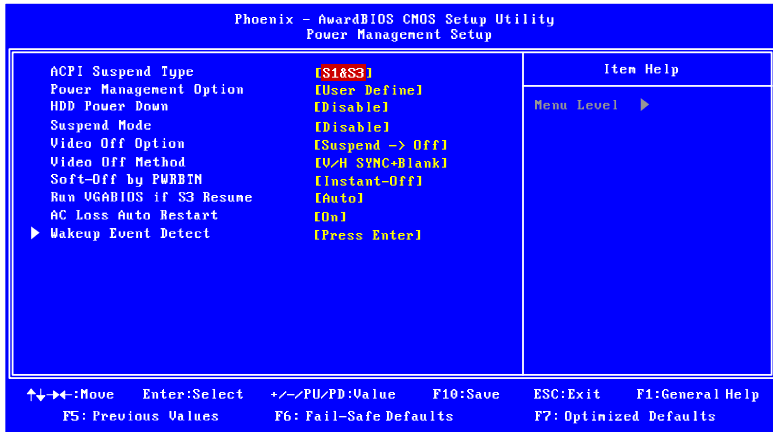 Phoenix - AwardBIOS CMOS Setup Utility
Power Management Setup
ACPI Suspend Type [S1&S3]
Power Management Option [User Define]
HDD Power Down [Disable]
Suspend Mode [Disable]
Video Off Option [Suspend -> Off]
Video Off Method [V/H SYNC+Blank]
Soft-Off by PWRBTN [Instant-Off]
Run VGABIOS if S3 Resume [Auto]
AC Loss Auto Restart [On]
▶ Wakeup Event Detect [Press Enter]
Item Help
Menu Level ▶
↑↓→←:Move Enter:Select +/-/PU/PD:Value F10:Save ESC:Exit F1:General Help
F5: Previous Values F6: Fail-Safe Defaults F7: Optimized Defaults